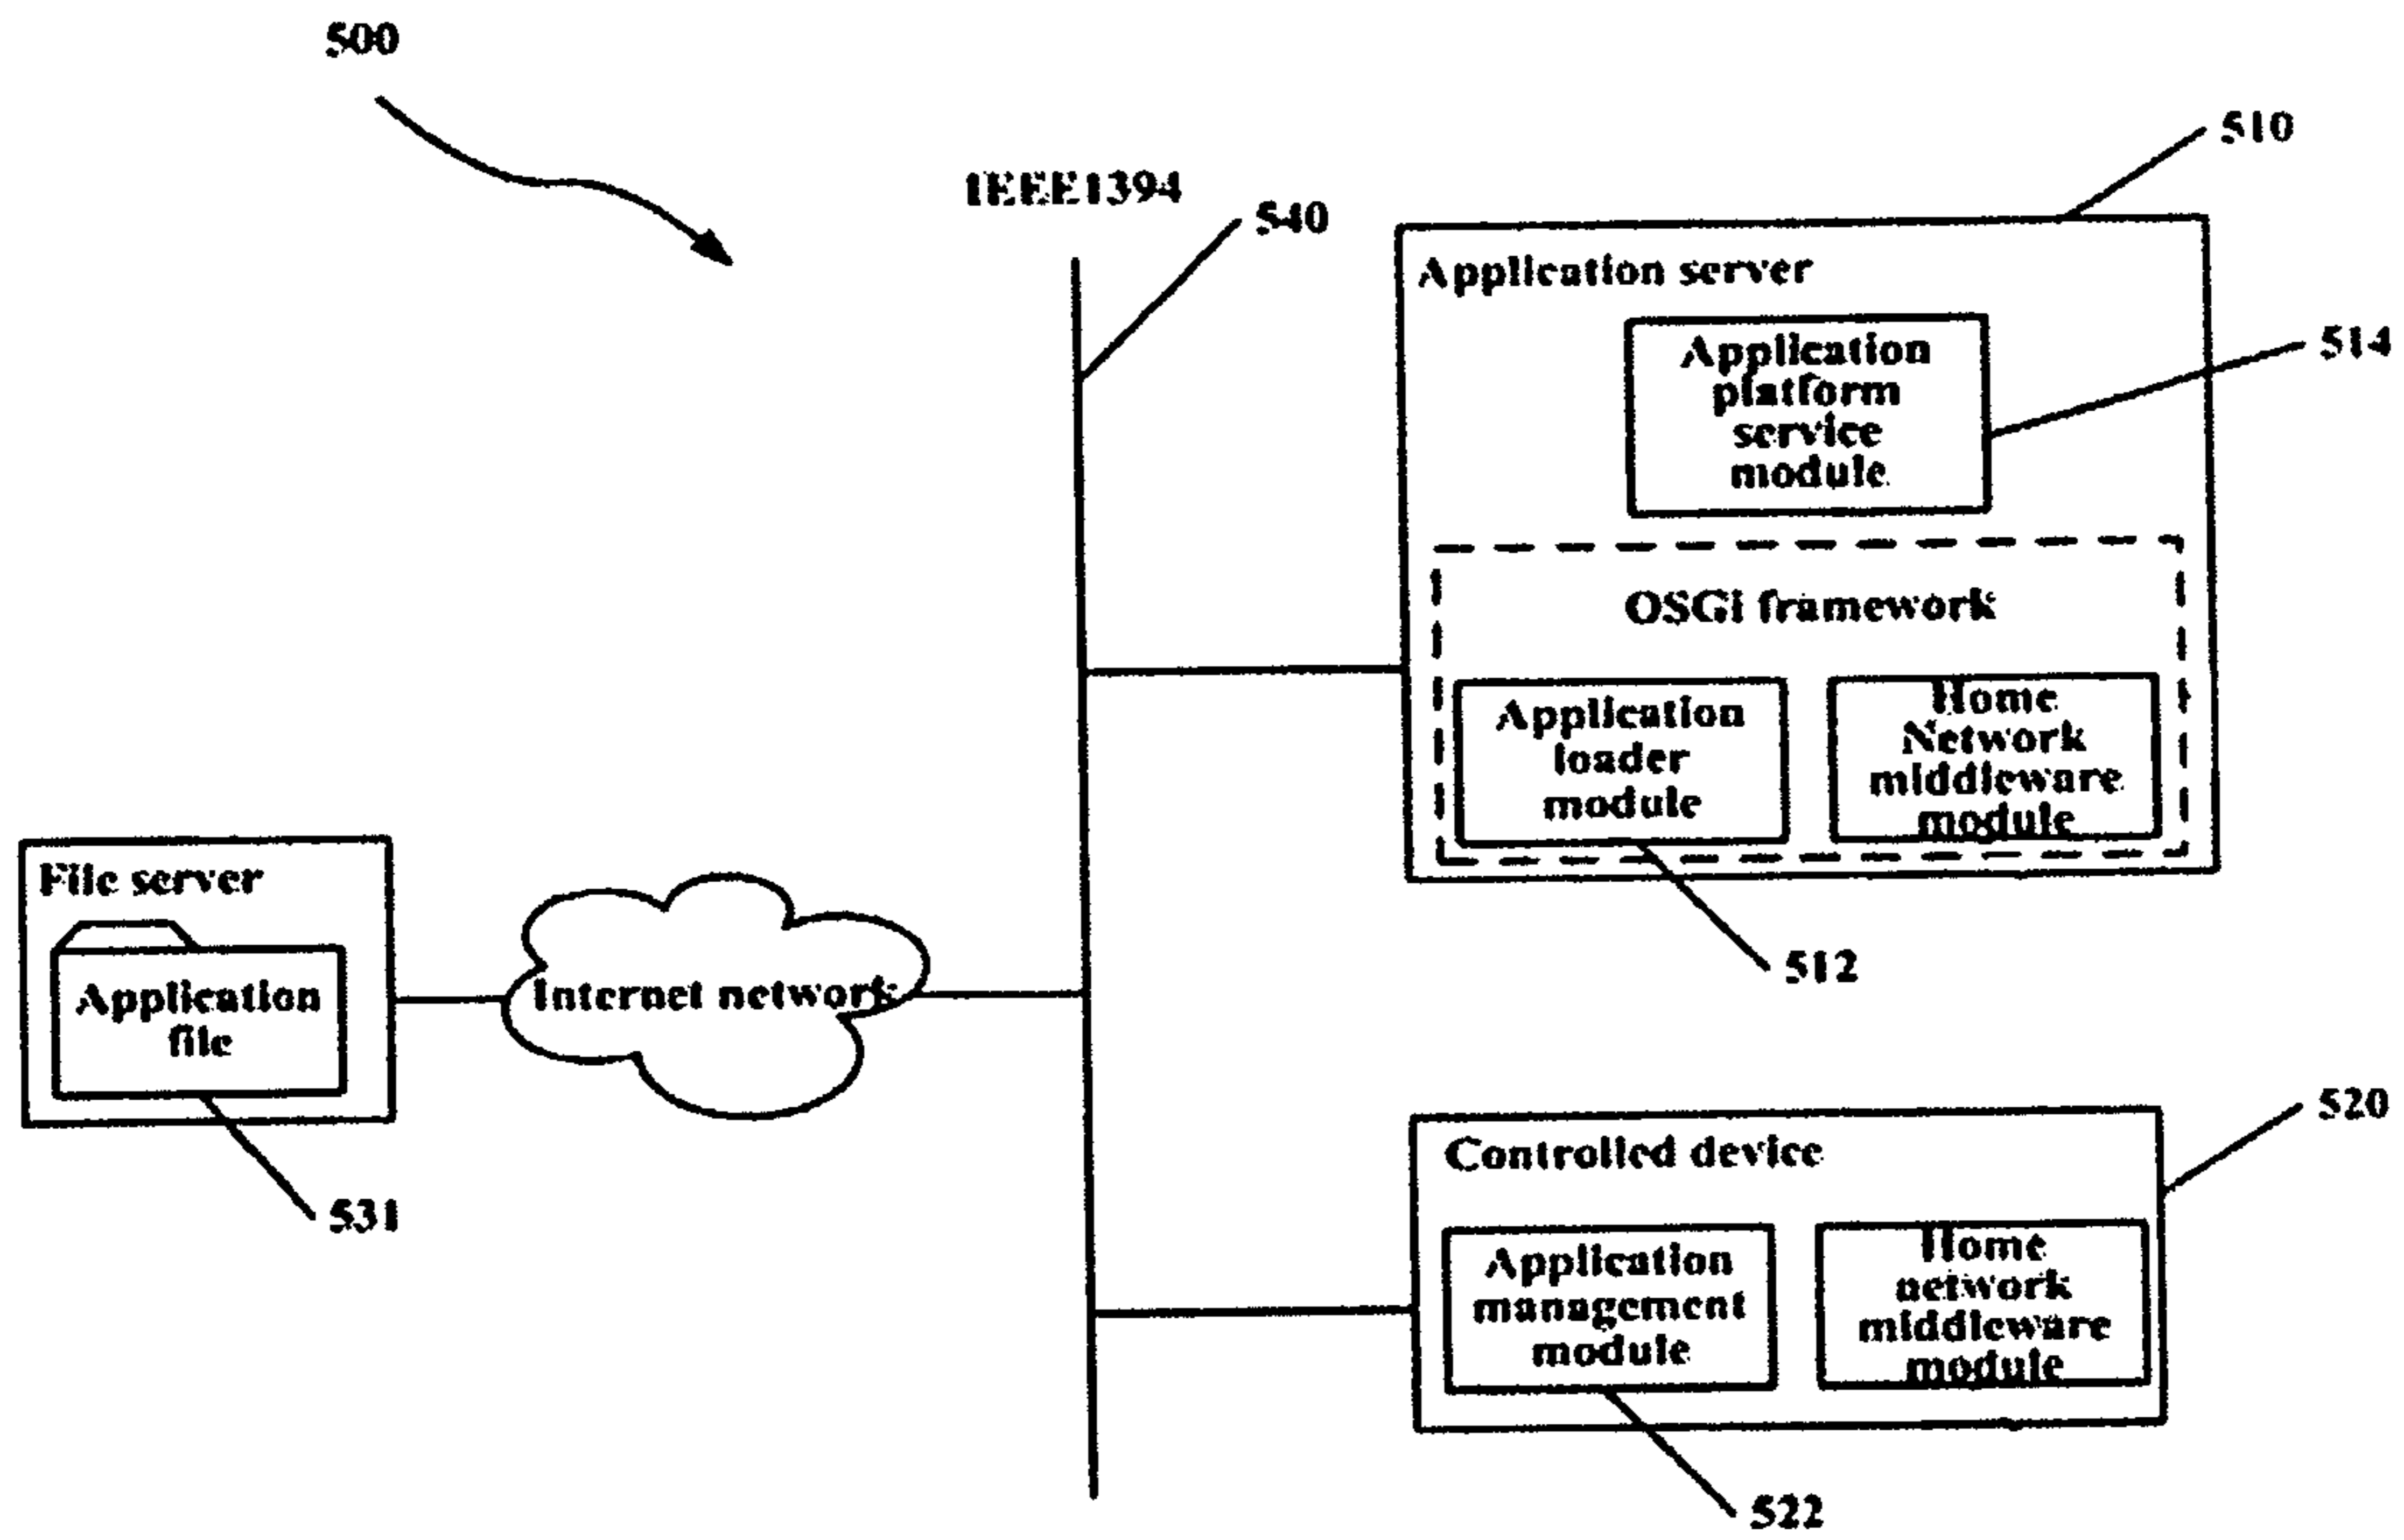 500
IEEE1394
540
510
Application server
Application
platform
service
module
514
OSGi framework
Application
loader
module
Home
Network
middleware
module
512
File server
Application
file
531
Internet network
Controlled device
520
Application
management
module
Home
network
middleware
module
522